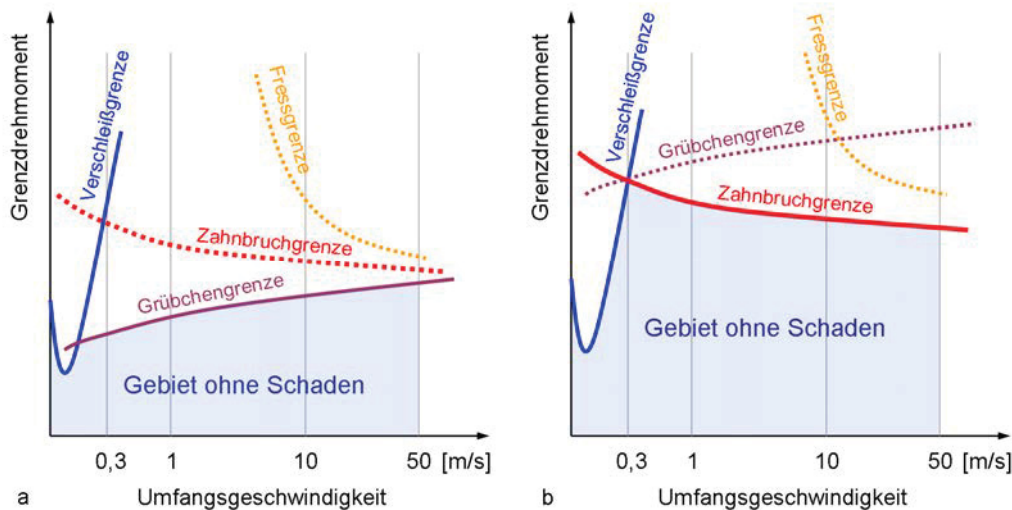 Grenzdrehmoment
Verschleißgrenze
Fressgrenze
Zahnbruchgrenze
Grübchengrenze
Gebiet ohne Schaden
0,3 1 10 50 [m/s]
a Umfangsgeschwindigkeit
Grenzdrehmoment
Verschleißgrenze
Fressgrenze
Grübchengrenze
Zahnbruchgrenze
Gebiet ohne Schaden
0,3 1 10 50 [m/s]
b Umfangsgeschwindigkeit